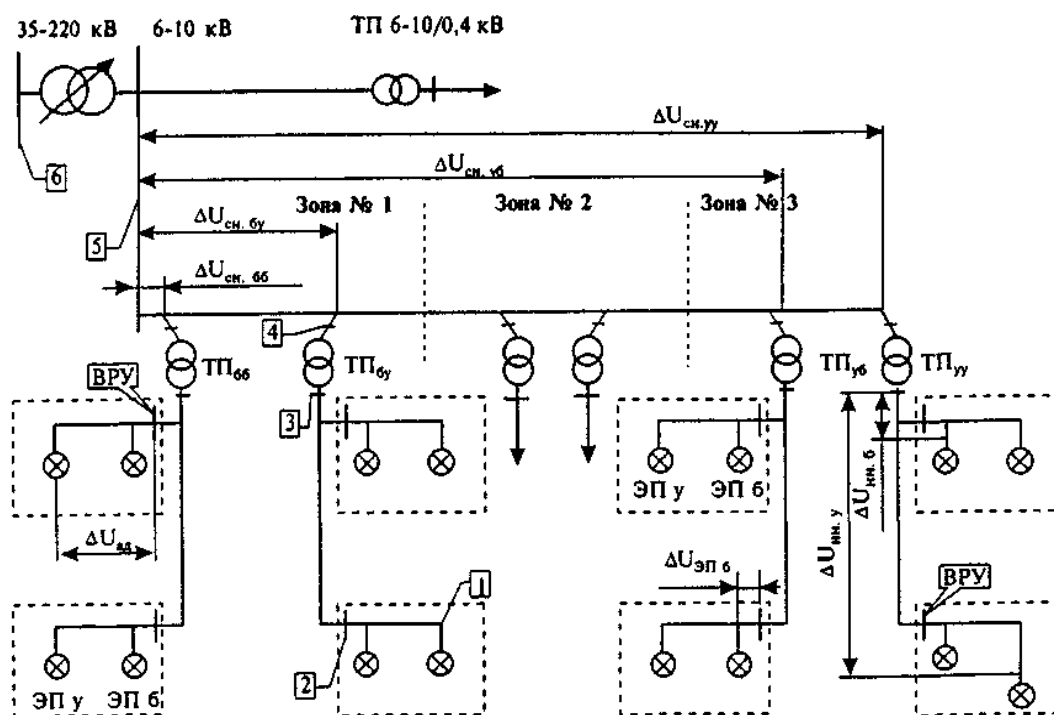 35-220 кВ 6-10 кВ ТП 6-10/0,4 кВ
ΔUсн.уу
6
ΔUсн. уб
Зона № 1 Зона № 2 Зона № 3
ΔUсн. бу
5
ΔUсн. бб
4
ТПбб ТПбу ТПуб ТПуу
ВРУ
3
ЭП у ЭП б
ΔUнн. б
ΔUнн. у
ΔUвд
ΔUЭП б
1
ВРУ
2
ЭП у ЭП б